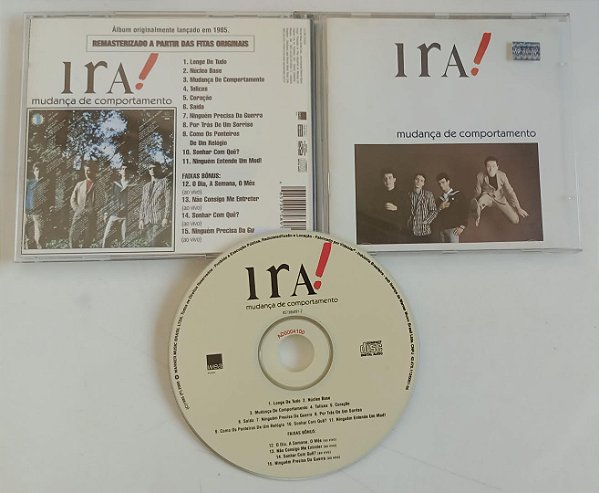 Álbum originalmente lançado em 1985.
REMASTERIZADO A PARTIR DAS FITAS ORIGINAIS
IRA!
mudança de comportamento
1. Longe De Tudo
2. Núcleo Base
3. Mudança De Comportamento
4. Tolices
5. Coração
6. Saída
7. Ninguém Precisa Da Guerra
8. Por Trás De Um Sorriso
9. Como Os Ponteiros
De Um Relógio
10. Sonhar Com Quê?
11. Ninguém Entende Um Mod!
FAIXAS BÔNUS:
12. O Dia, A Semana, O Mês
(AO VIVO)
13. Não Consigo Me Entreter
(AO VIVO)
14. Sonhar Com Quê?
(AO VIVO)
15. Ninguém Precisa Da Gu
(AO VIVO)
IRA!
mudança de comportamento
IRA!
mudança de comportamento
COMPACT
disc
DIGITAL AUDIO
1. Longe De Tudo 2. Núcleo Base
3. Mudança De Comportamento 4. Tolices 5. Coração
6. Saída 7. Ninguém Precisa Da Guerra 8. Por Trás De Um Sorriso
9. Como Os Ponteiros De Um Relógio 10. Sonhar Com Quê? 11. Ninguém Entende Um Mod!
FAIXAS BÔNUS:
12. O Dia, A Semana, O Mês (AO VIVO)
13. Não Consigo Me Entreter (AO VIVO)
14. Sonhar Com Quê? (AO VIVO)
15. Ninguém Precisa Da Guerra (AO VIVO)